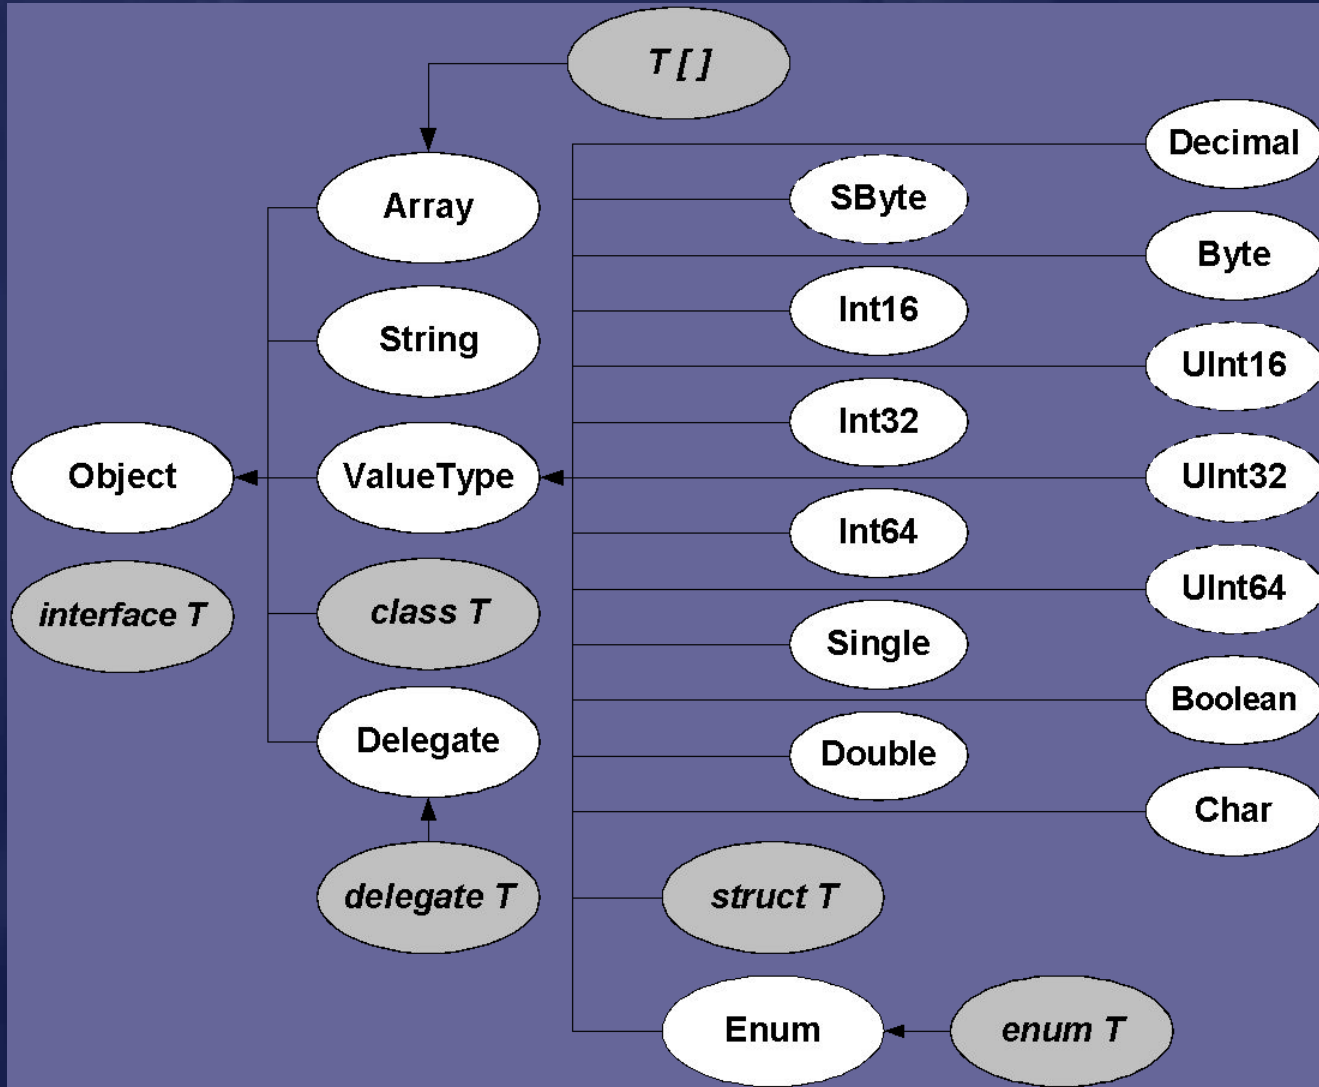 T [ ]
Decimal
SByte
Array
Byte
Int16
String
UInt16
Int32
Object
ValueType
UInt32
Int64
UInt64
interface T
class T
Single
Boolean
Delegate
Double
Char
delegate T
struct T
Enum
enum T